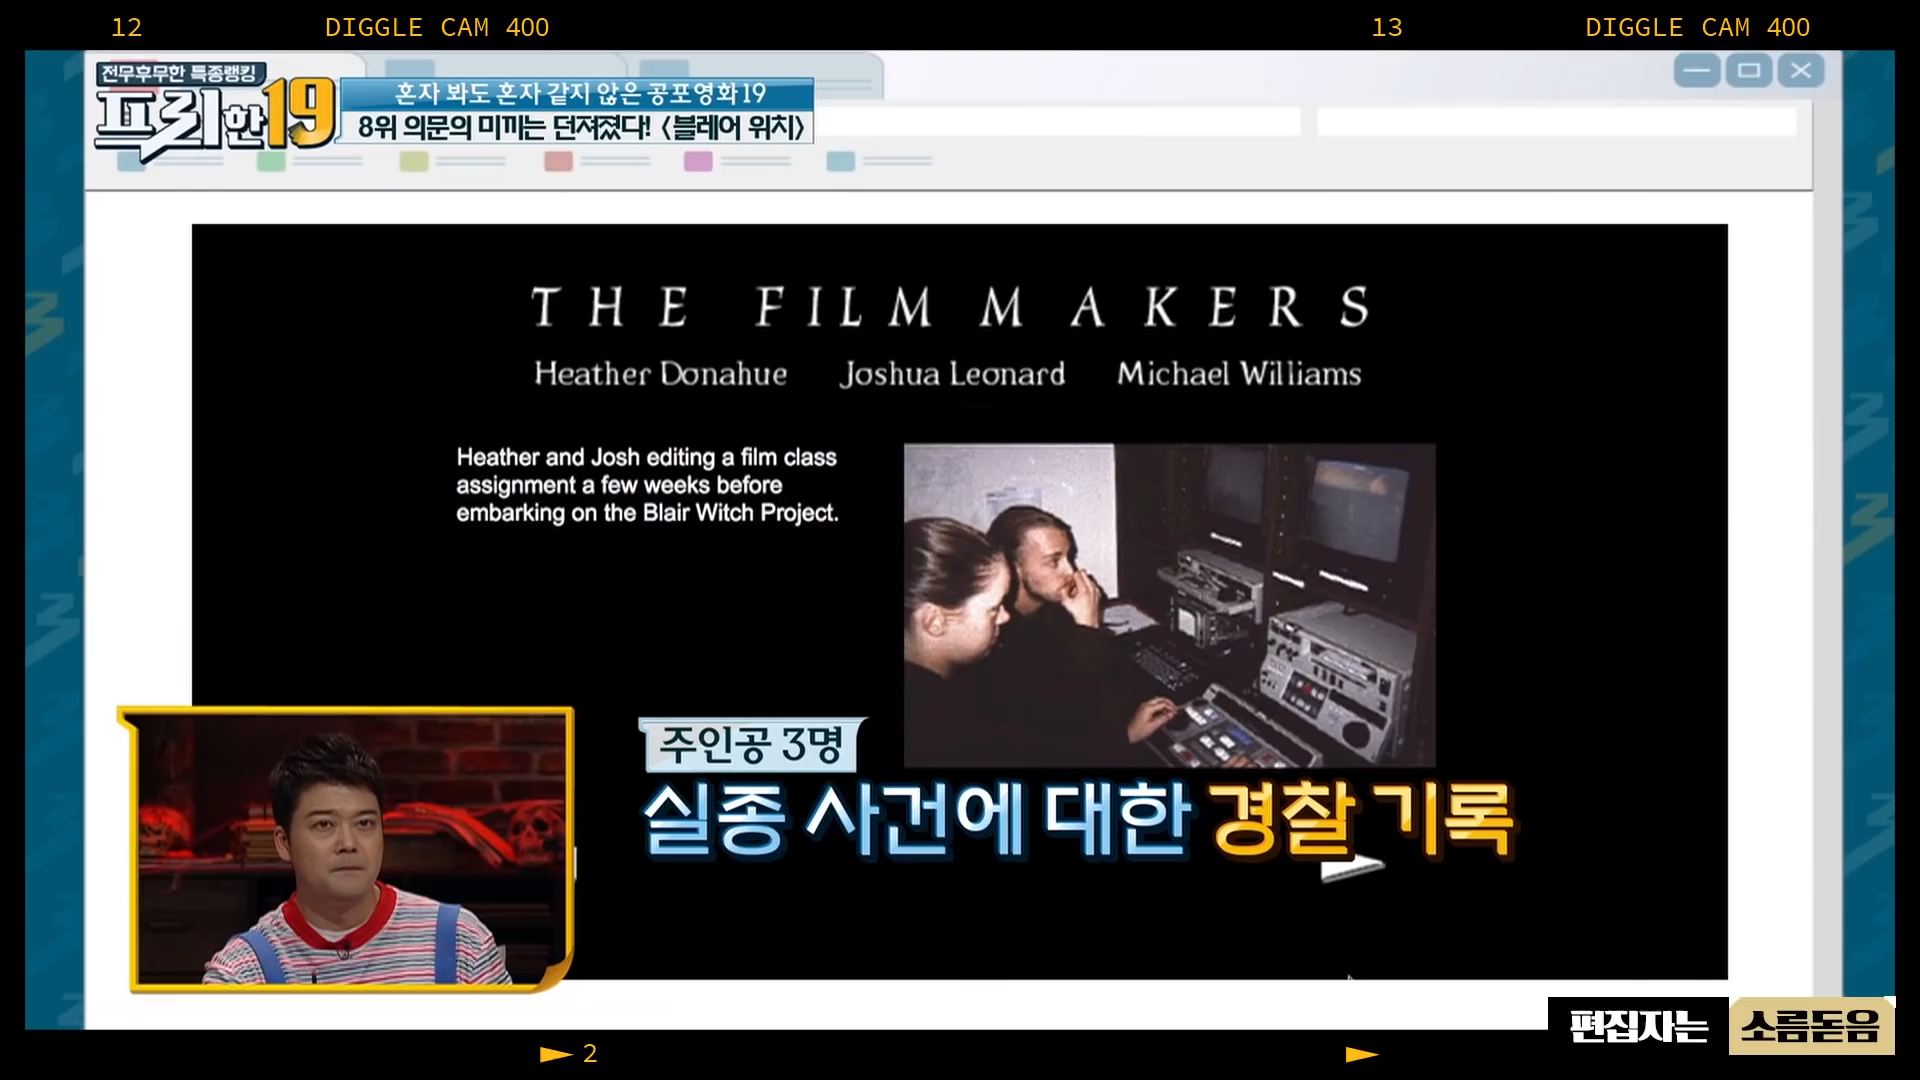 12 DIGGLE CAM 400 13 DIGGLE CAM 400
전무후무한 특종랭킹
프리한19
혼자 봐도 혼자 같지 않은 공포영화19
8위 의문의 미끼는 던져졌다! <블레어 위치>
THE FILMMAKERS
Heather Donahue Joshua Leonard Michael Williams
Heather and Josh editing a film class
assignment a few weeks before
embarking on the Blair Witch Project.
주인공 3명
실종 사건에 대한 경찰 기록
편집자는 소름돋음
2